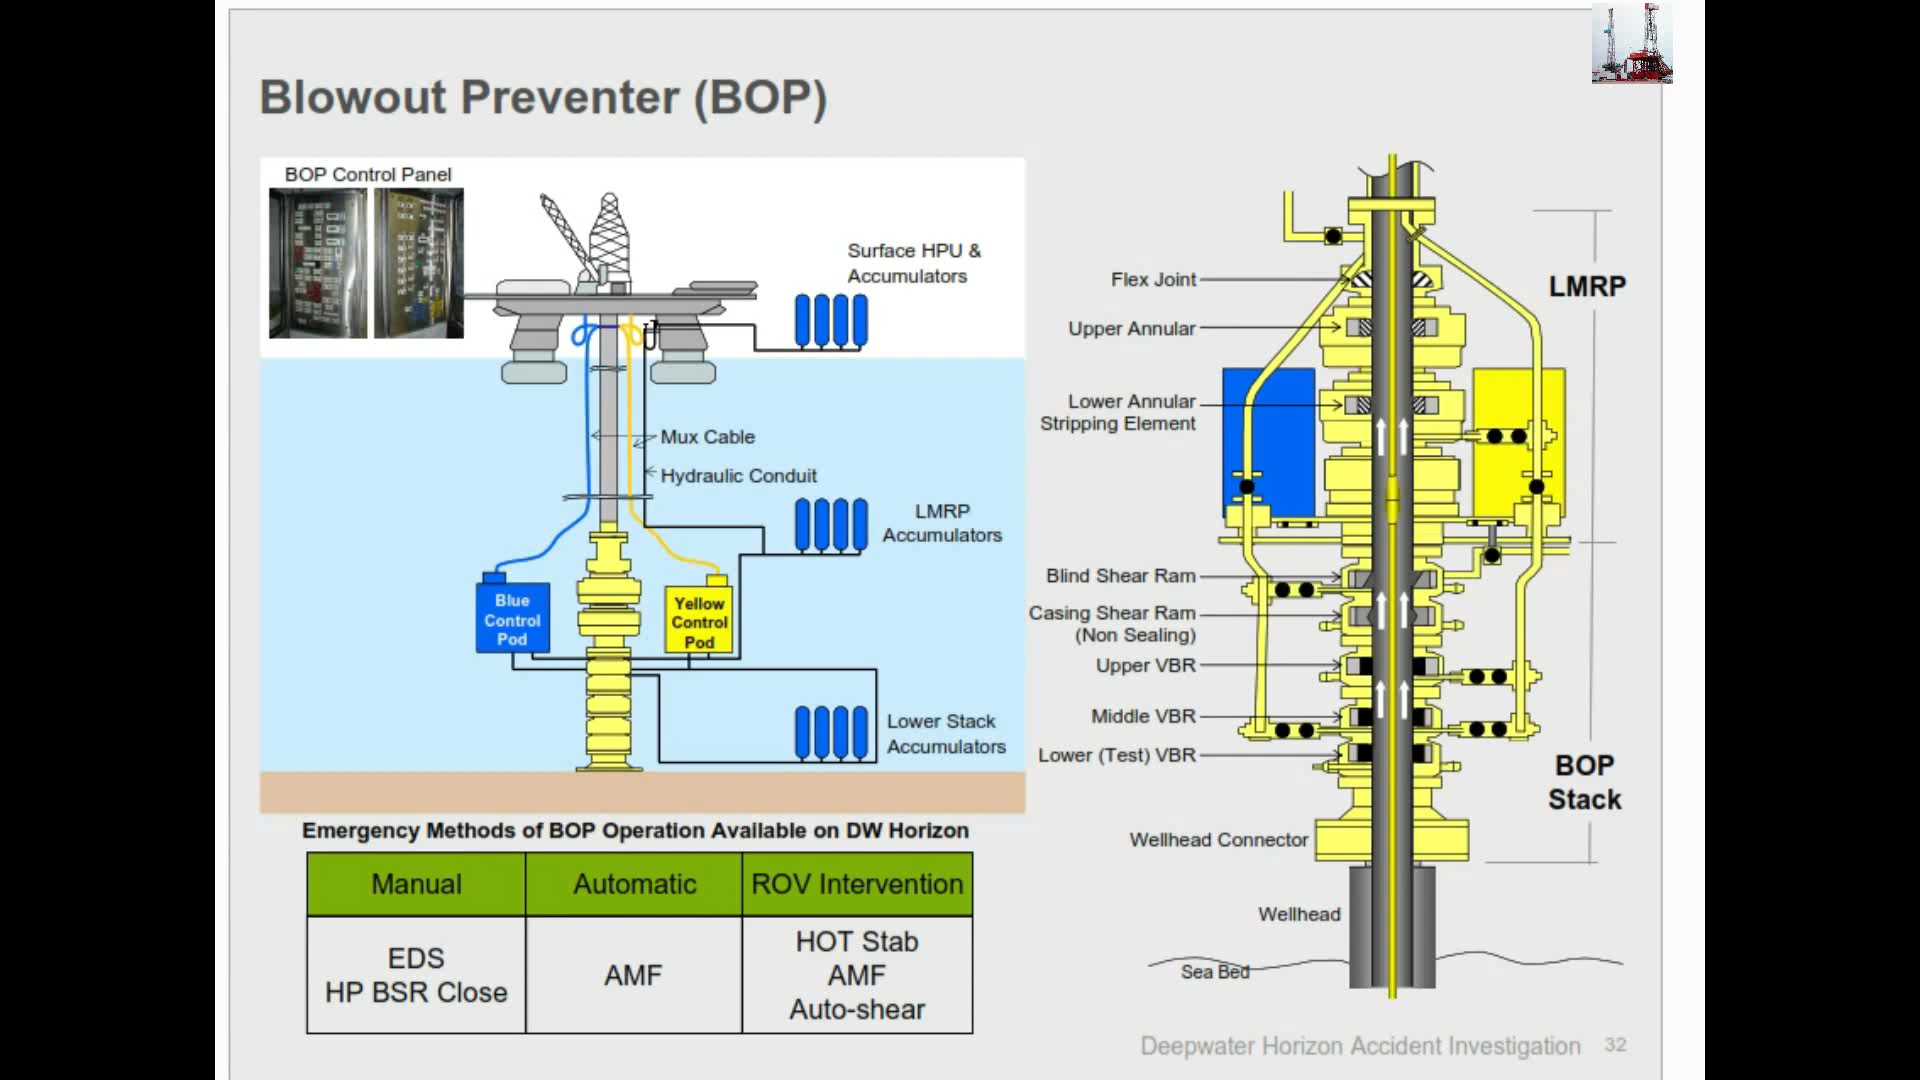 Blowout Preventer (BOP)
BOP Control Panel
Surface HPU &
Accumulators
Mux Cable
Hydraulic Conduit
LMRP
Accumulators
Blue
Control
Pod
Yellow
Control
Pod
Lower Stack
Accumulators
Flex Joint
Upper Annular
Lower Annular
Stripping Element
Blind Shear Ram
Casing Shear Ram
(Non Sealing)
Upper VBR
Middle VBR
Lower (Test) VBR
Wellhead Connector
Wellhead
Sea Bed
LMRP
BOP
Stack
Emergency Methods of BOP Operation Available on DW Horizon
Manual
Automatic
ROV Intervention
EDS
HP BSR Close
AMF
HOT Stab
AMF
Auto-shear
Deepwater Horizon Accident Investigation 32